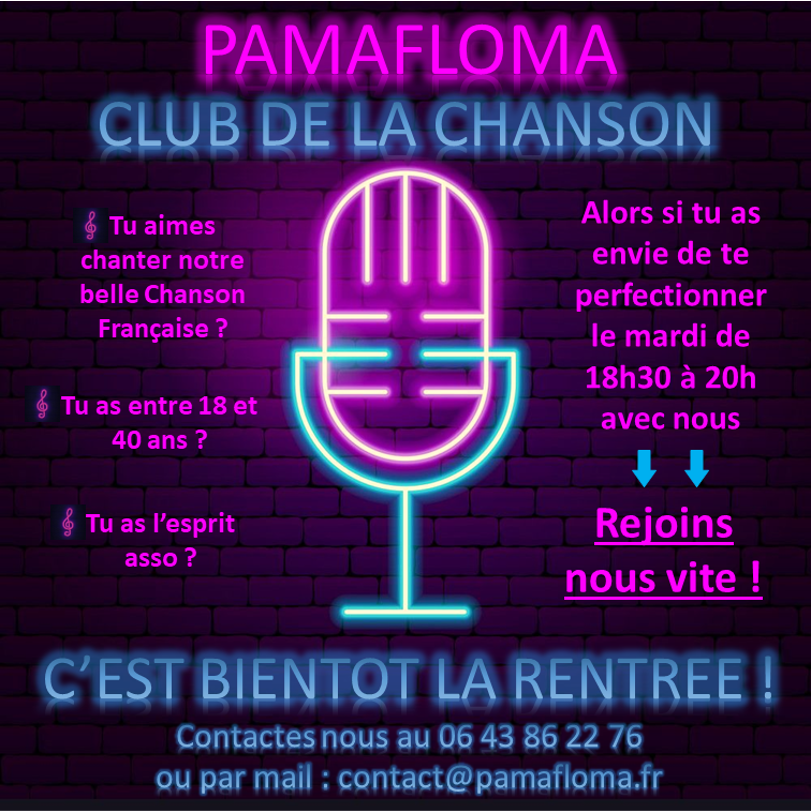 PAMAFLOMA
CLUB DE LA CHANSON
Tu aimes
chanter notre
belle Chanson
Française ?
Tu as entre 18 et
40 ans ?
Tu as l’esprit
asso ?
Alors si tu as
envie de te
perfectionner
le mardi de
18h30 à 20h
avec nous
Rejoins
nous vite !
C’EST BIENTOT LA RENTREE !
Contactes nous au 06 43 86 22 76
ou par mail : contact@pamafloma.fr